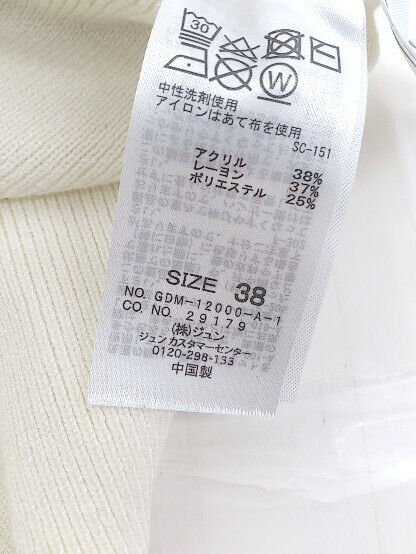 30
W
中性洗剤使用
アイロンはあて布を使用
SC-151
アクリル 38%
レーヨン 37%
ポリエステル 25%
SIZE 38
NO. GDM-12000-A-1
CO. NO. 29179
(株)ジュン
ジュンカスタマーセンター
0120-298-133
中国製